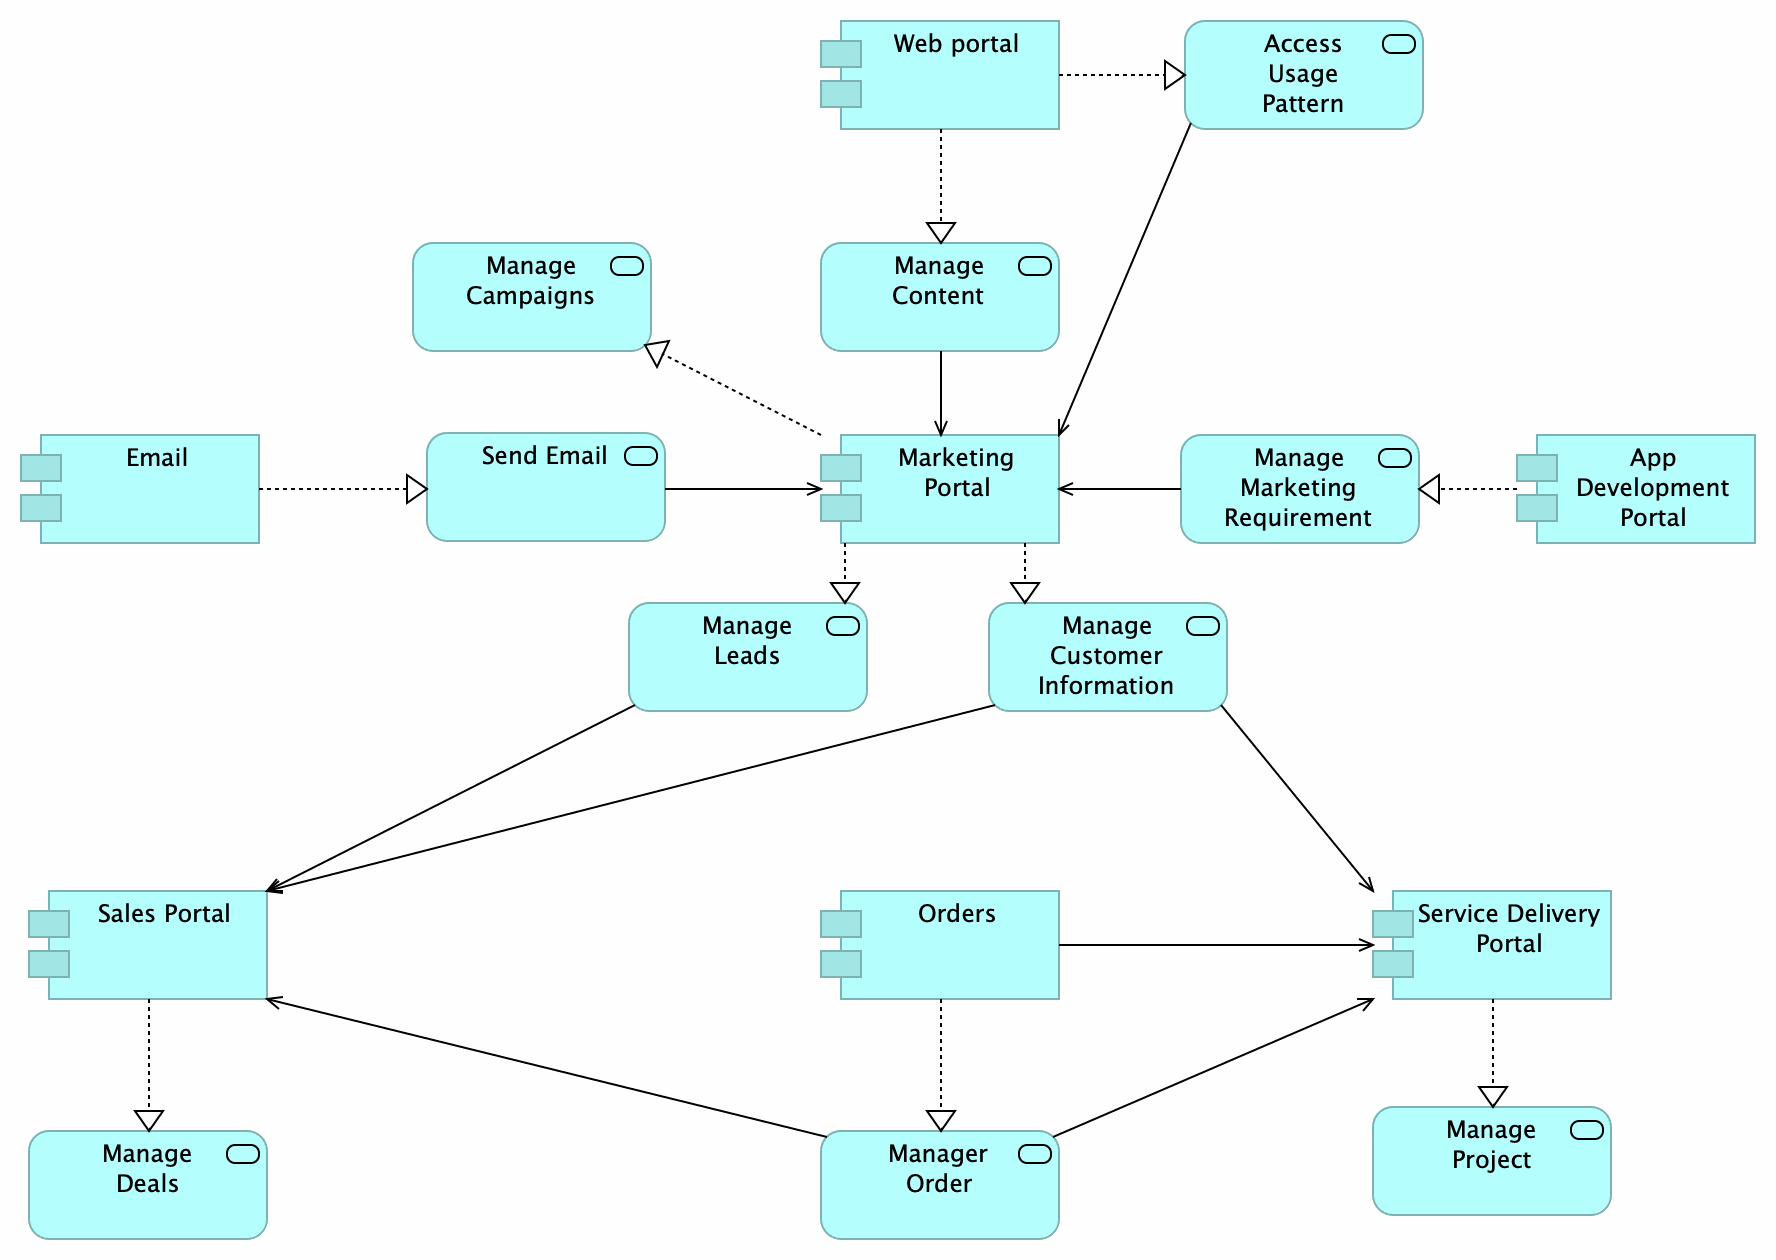 Web portal
Access
Usage
Pattern
Manage
Campaigns
Manage
Content
Email
Send Email
Marketing
Portal
Manage
Marketing
Requirement
App
Development
Portal
Manage
Leads
Manage
Customer
Information
Sales Portal
Orders
Service Delivery
Portal
Manage
Deals
Manager
Order
Manage
Project